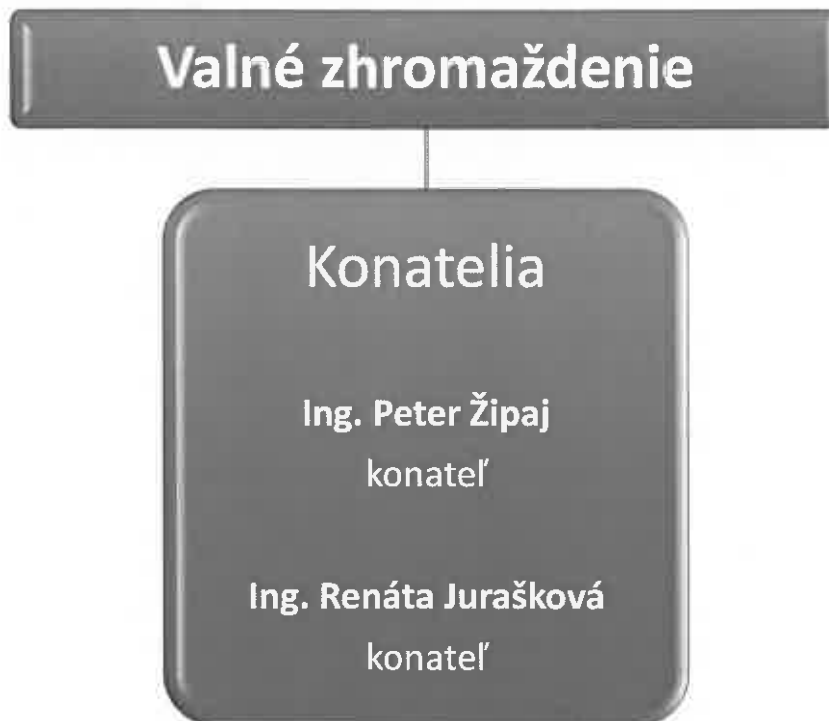 Valné zhromaždenie
Konatelia
Ing. Peter Žipaj
konateľ
Ing. Renáta Jurašková
konateľ